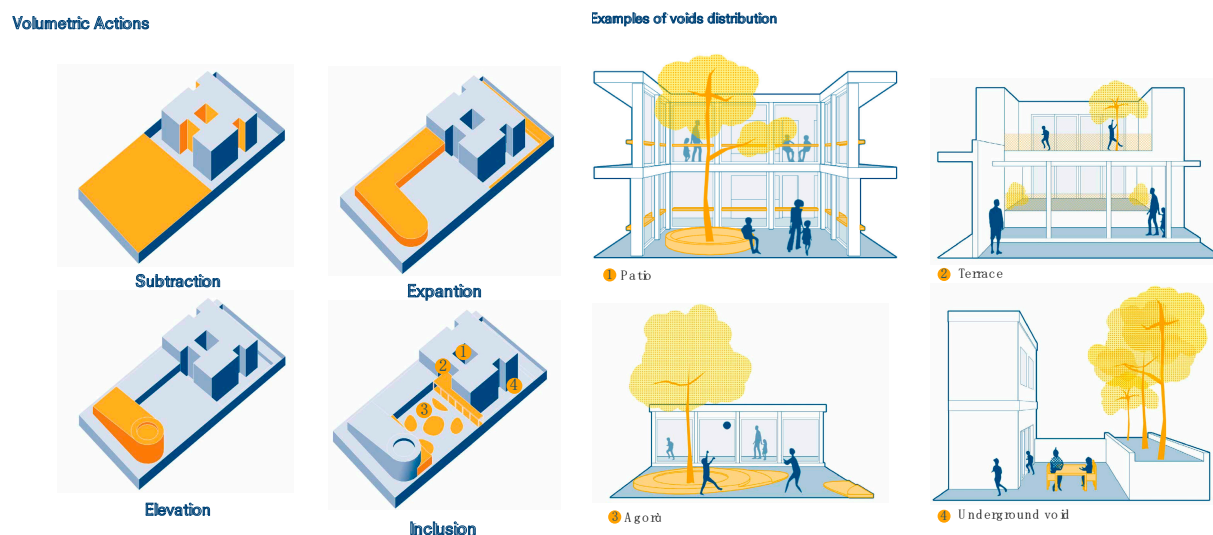 Volumetric Actions
Examples of voids distribution
Subtraction
Expantion
1 Patio
2 Terrace
Elevation
1
2
3
4
Inclusion
3 Agorà
4 Underground void